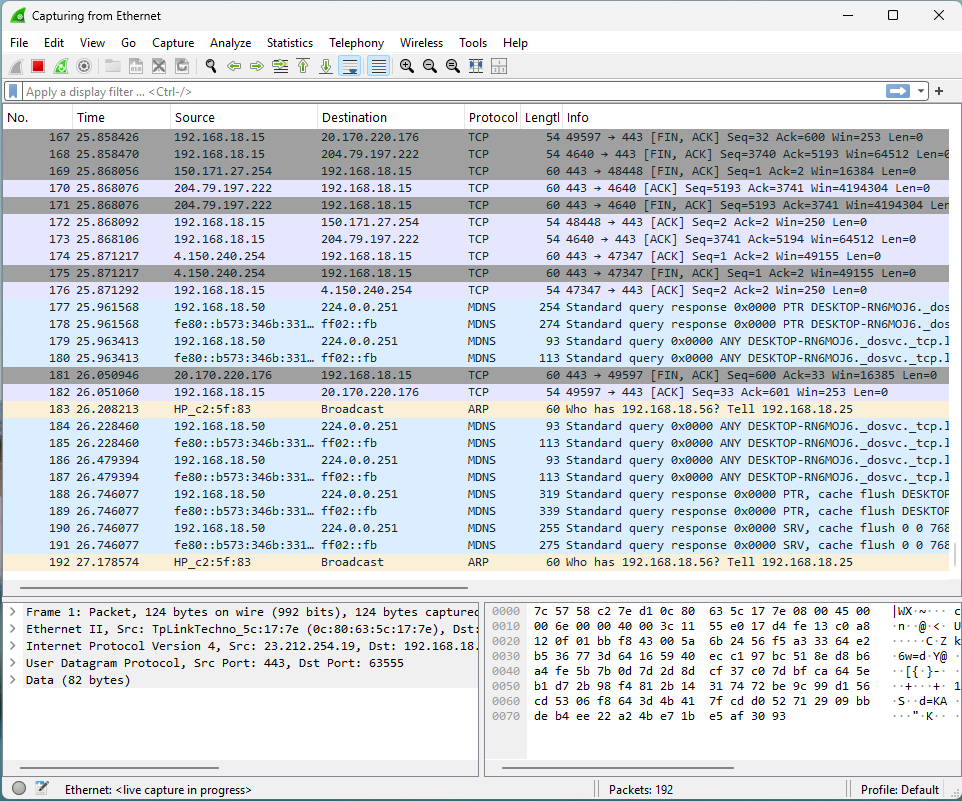 Capturing from Ethernet
File Edit View Go Capture Analyze Statistics Telephony Wireless Tools Help
Apply a display filter ... <Ctrl-/>
No. Time Source Destination Protocol Lengtl Info
167 25.858426 192.168.18.15 20.170.220.176 TCP 54 49597 → 443 [FIN, ACK] Seq=32 Ack=600 Win=253 Len=0
168 25.858470 192.168.18.15 204.79.197.222 TCP 54 4640 → 443 [FIN, ACK] Seq=3740 Ack=5193 Win=64512 Len=0
169 25.868056 150.171.27.254 192.168.18.15 TCP 60 443 → 48448 [FIN, ACK] Seq=1 Ack=2 Win=16384 Len=0
170 25.868076 204.79.197.222 192.168.18.15 TCP 60 443 → 4640 [ACK] Seq=5193 Ack=3741 Win=4194304 Len=0
171 25.868076 204.79.197.222 192.168.18.15 TCP 60 443 → 4640 [FIN, ACK] Seq=5193 Ack=3741 Win=4194304 Len
172 25.868092 192.168.18.15 150.171.27.254 TCP 54 48448 → 443 [ACK] Seq=2 Ack=2 Win=250 Len=0
173 25.868106 192.168.18.15 204.79.197.222 TCP 54 4640 → 443 [ACK] Seq=3741 Ack=5194 Win=64512 Len=0
174 25.871217 4.150.240.254 192.168.18.15 TCP 60 443 → 47347 [ACK] Seq=1 Ack=2 Win=49155 Len=0
175 25.871217 4.150.240.254 192.168.18.15 TCP 60 443 → 47347 [FIN, ACK] Seq=1 Ack=2 Win=49155 Len=0
176 25.871292 192.168.18.15 4.150.240.254 TCP 54 47347 → 443 [ACK] Seq=2 Ack=2 Win=250 Len=0
177 25.961568 192.168.18.50 224.0.0.251 MDNS 254 Standard query response 0x0000 PTR DESKTOP-RN6MOJ6._dos
178 25.961568 fe80::b573:346b:331… ff02::fb MDNS 274 Standard query response 0x0000 PTR DESKTOP-RN6MOJ6._dos
179 25.963413 192.168.18.50 224.0.0.251 MDNS 93 Standard query 0x0000 ANY DESKTOP-RN6MOJ6._dosvc._tcp.l
180 25.963413 fe80::b573:346b:331… ff02::fb MDNS 113 Standard query 0x0000 ANY DESKTOP-RN6MOJ6._dosvc._tcp.l
181 26.050946 20.170.220.176 192.168.18.15 TCP 60 443 → 49597 [FIN, ACK] Seq=600 Ack=33 Win=16385 Len=0
182 26.051060 192.168.18.15 20.170.220.176 TCP 54 49597 → 443 [ACK] Seq=33 Ack=601 Win=253 Len=0
183 26.208213 HP_c2:5f:83 Broadcast ARP 60 Who has 192.168.18.56? Tell 192.168.18.25
184 26.228460 192.168.18.50 224.0.0.251 MDNS 93 Standard query 0x0000 ANY DESKTOP-RN6MOJ6._dosvc._tcp.l
185 26.228460 fe80::b573:346b:331… ff02::fb MDNS 113 Standard query 0x0000 ANY DESKTOP-RN6MOJ6._dosvc._tcp.l
186 26.479394 192.168.18.50 224.0.0.251 MDNS 93 Standard query 0x0000 ANY DESKTOP-RN6MOJ6._dosvc._tcp.l
187 26.479394 fe80::b573:346b:331… ff02::fb MDNS 113 Standard query 0x0000 ANY DESKTOP-RN6MOJ6._dosvc._tcp.l
188 26.746077 192.168.18.50 224.0.0.251 MDNS 319 Standard query response 0x0000 PTR, cache flush DESKTOP
189 26.746077 fe80::b573:346b:331… ff02::fb MDNS 339 Standard query response 0x0000 PTR, cache flush DESKTOP
190 26.746077 192.168.18.50 224.0.0.251 MDNS 255 Standard query response 0x0000 SRV, cache flush 0 0 768
191 26.746077 fe80::b573:346b:331… ff02::fb MDNS 275 Standard query response 0x0000 SRV, cache flush 0 0 768
192 27.178574 HP_c2:5f:83 Broadcast ARP 60 Who has 192.168.18.56? Tell 192.168.18.25
Frame 1: Packet, 124 bytes on wire (992 bits), 124 bytes captured
Ethernet II, Src: TpLinkTechno_5c:17:7e (0c:80:63:5c:17:7e), Dst:
Internet Protocol Version 4, Src: 23.212.254.19, Dst: 192.168.18.
User Datagram Protocol, Src Port: 443, Dst Port: 63555
Data (82 bytes)
0000 7c 57 58 c2 7e d1 0c 80 63 5c 17 7e 08 00 45 00 |WX·~··· c
0010 00 6e 00 00 40 00 3c 11 55 e0 17 d4 fe 13 c0 a8 ·n··@·<· U
0020 12 0f 01 bb f8 43 00 5a 6b 24 56 f5 a3 33 64 e2 ·····C·Z k
0030 b5 36 77 3d 64 16 59 40 ec c1 97 bc 51 8e d8 b6 ·6w=d·Y@ ·
0040 a4 fe 5b 7b 0d 7d 2d 8d cf 37 c0 7d bf ca 64 5e ··[{·}-· ·
0050 b1 d7 2b 98 f4 81 2b 14 31 74 72 be 9c 99 d1 56 ··+···+· 1
0060 cd 53 06 f8 64 3d 4b 41 7f cd d0 52 71 29 09 bb ·S··d=KA ·
0070 de b4 ee 22 a2 4b e7 1b e5 af 30 93 ···"·K·· ·
Ethernet: <live capture in progress> Packets: 192 Profile: Default